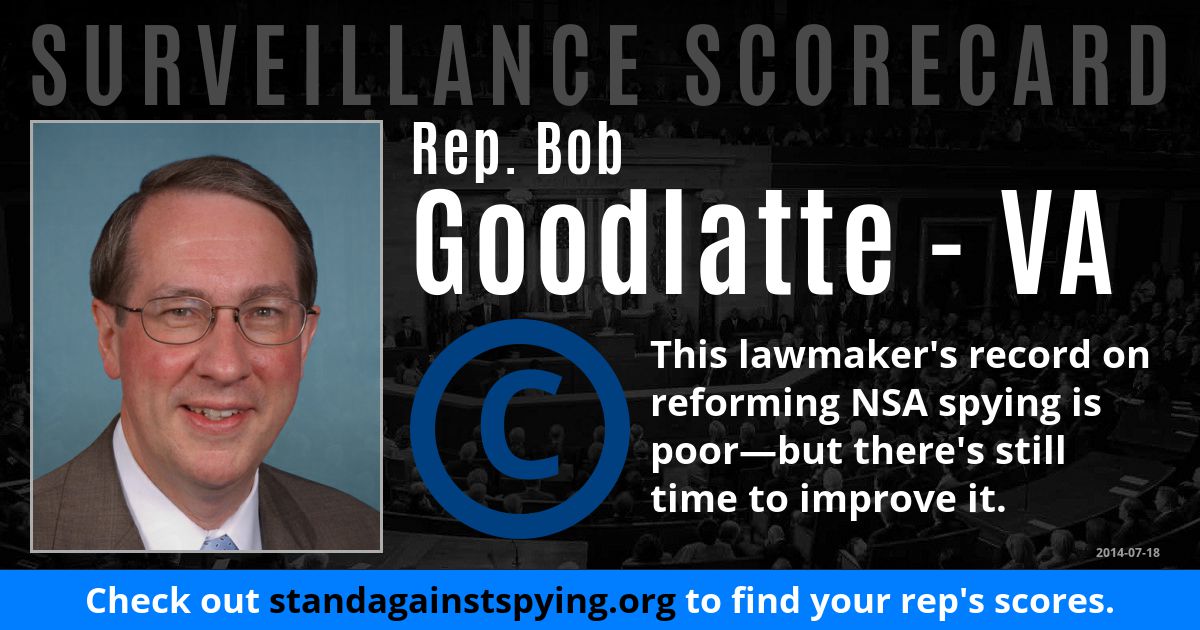 SURVEILLANCE SCORECARD
Rep. Bob
Goodlatte - VA
C
This lawmaker's record on
reforming NSA spying is
poor—but there's still
time to improve it.
2014-07-18
Check out standagainstspying.org to find your rep's scores.